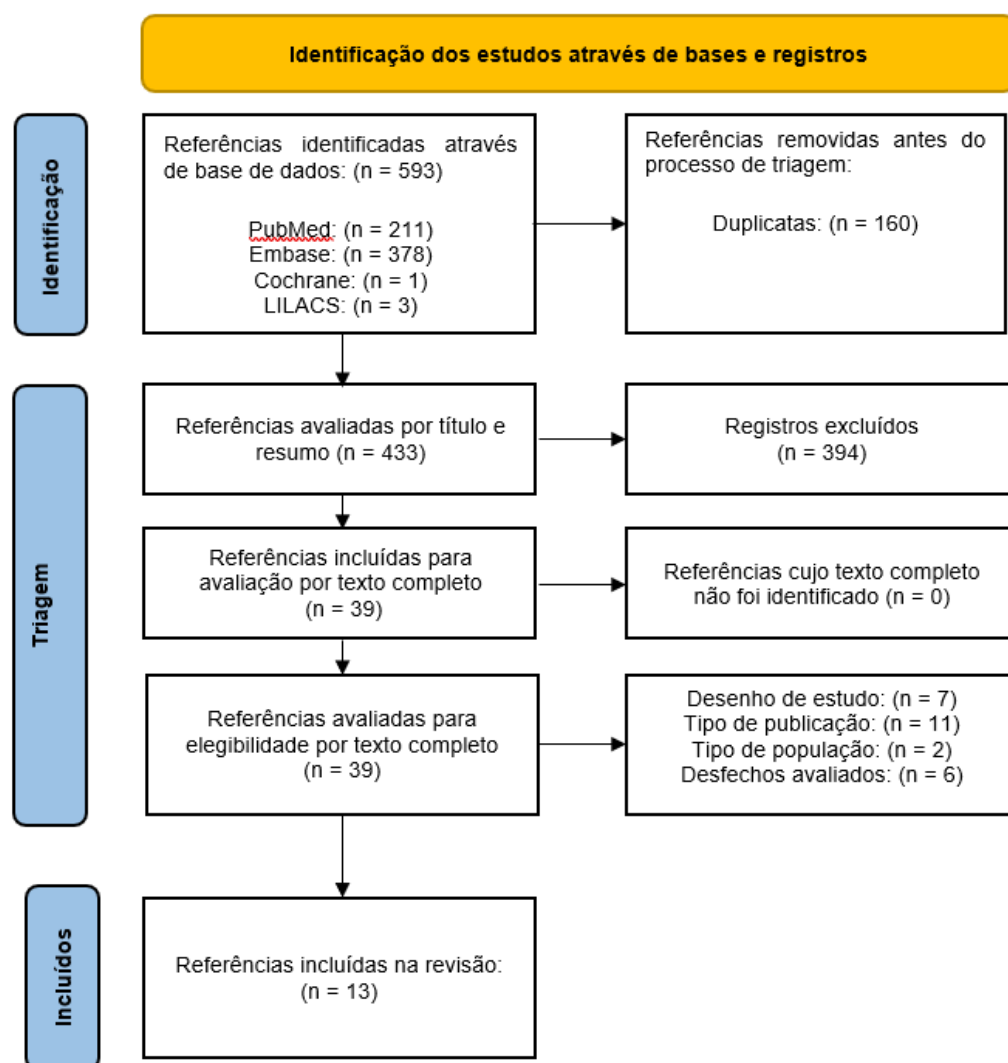 Identificação dos estudos através de bases e registros
Identificação
Referências identificadas através
de base de dados: (n = 593)
PubMed: (n = 211)
Embase: (n = 378)
Cochrane: (n = 1)
LILACS: (n = 3)
Referências removidas antes do
processo de triagem:
Duplicatas: (n = 160)
Triagem
Referências avaliadas por título e
resumo (n = 433)
Registros excluídos
(n = 394)
Referências incluídas para
avaliação por texto completo
(n = 39)
Referências cujo texto completo
não foi identificado (n = 0)
Referências avaliadas para
elegibilidade por texto completo
(n = 39)
Desenho de estudo: (n = 7)
Tipo de publicação: (n = 11)
Tipo de população: (n = 2)
Desfechos avaliados: (n = 6)
Incluídos
Referências incluídas na revisão:
(n = 13)